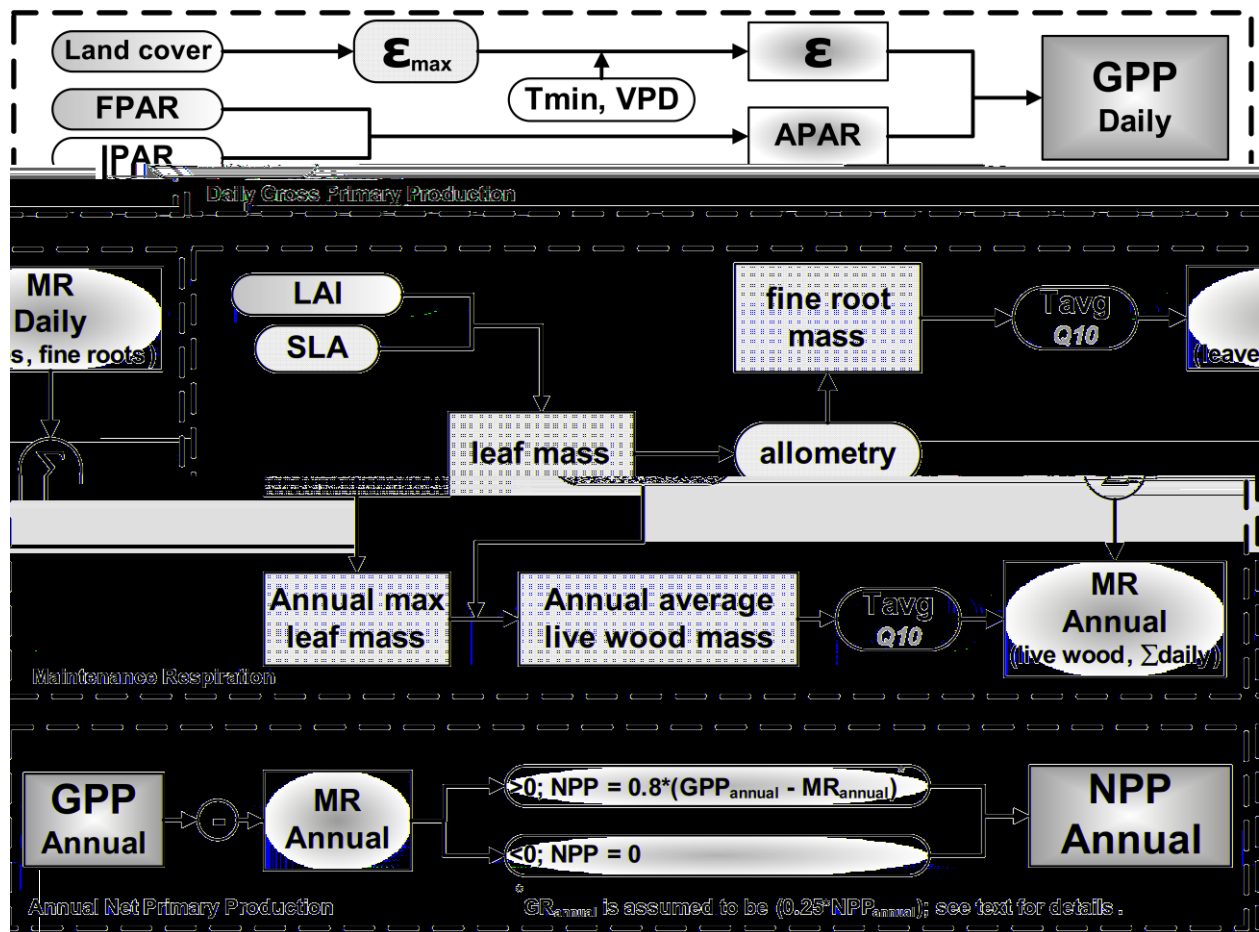 Land cover
εmax
ε
GPP
Daily
Tmin, VPD
FPAR
IPAR
APAR
Daily Gross Primary Production
MR
Daily
s, fine roots)
LAI
SLA
fine root
mass
Tavg
Q10
(leave
Σ
leaf mass
allometry
Annual max
leaf mass
Annual average
live wood mass
Tavg
Q10
MR
Annual
(live wood, ∑daily)
Maintenance Respiration
GPP
Annual
-
MR
Annual
>0; NPP = 0.8*(GPPannual - MRannual)*
<0; NPP = 0
NPP
Annual
Annual Net Primary Production
* GRannual is assumed to be (0.25*NPPannual); see text for details.